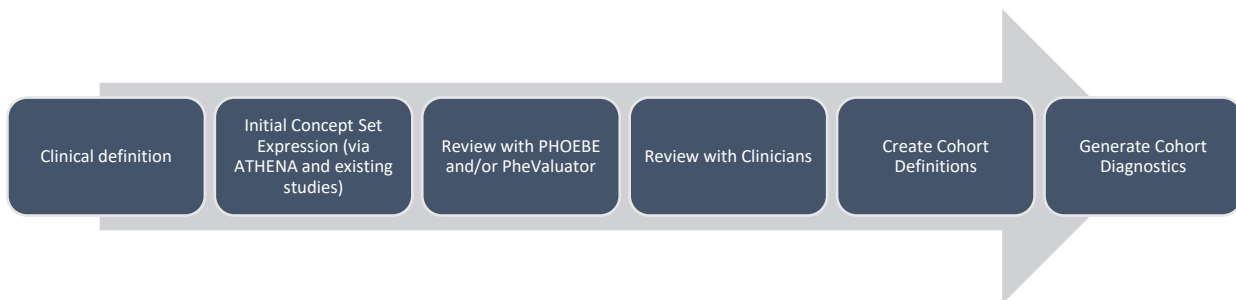 Clinical definition
Initial Concept Set
Expression (via
ATHENA and existing
studies)
Review with PHOEBE
and/or PheValuator
Review with Clinicians
Create Cohort
Definitions
Generate Cohort
Diagnostics